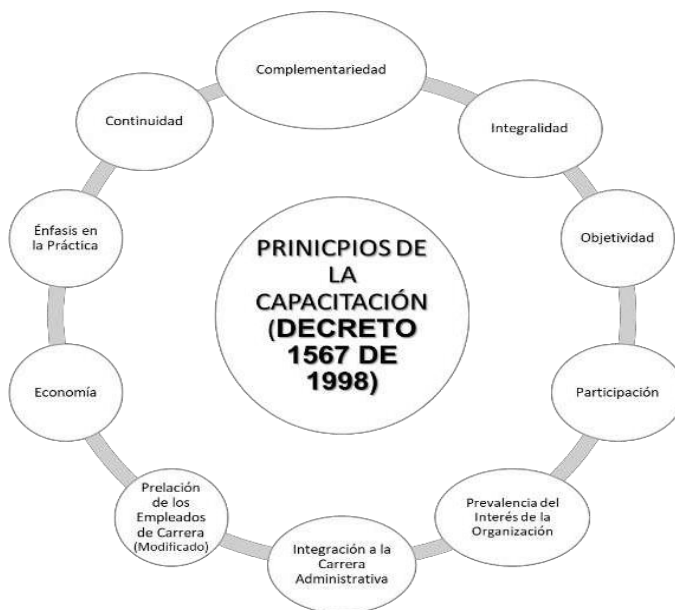 Complementariedad
Integralidad
Objetividad
Participación
Prevalencia del
Interés de la
Organización
Integración a la
Carrera
Administrativa
Prelación
de los
Empleados
de Carrera
(Modificado)
Economía
Énfasis en
la Práctica
Continuidad
PRINICPIOS DE
LA
CAPACITACIÓN
(DECRETO
1567 DE
1998)